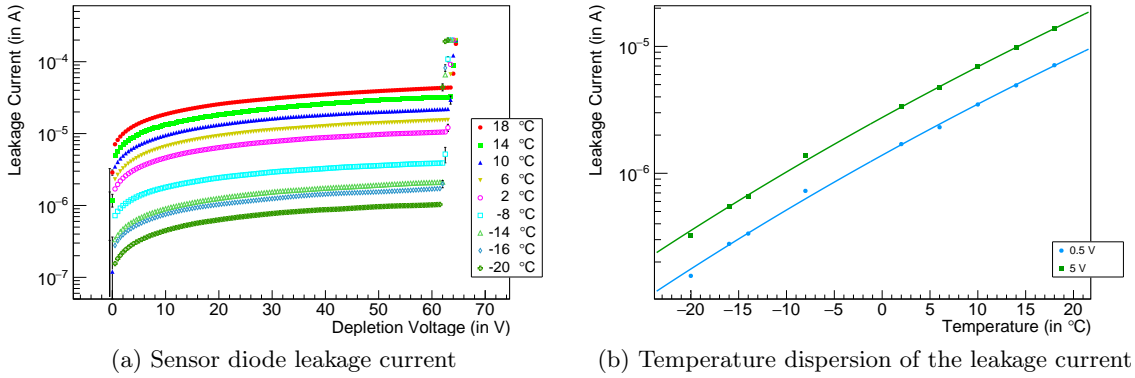 Leakage Current (in A)
10⁻⁴
10⁻⁵
10⁻⁶
10⁻⁷
0 10 20 30 40 50 60 70
Depletion Voltage (in V)
18 °C
14 °C
10 °C
6 °C
2 °C
-8 °C
-14 °C
-16 °C
-20 °C
(a) Sensor diode leakage current
Leakage Current (in A)
10⁻⁵
10⁻⁶
−20 −15 −10 −5 0 5 10 15 20
Temperature (in °C)
0.5 V
5 V
(b) Temperature dispersion of the leakage current